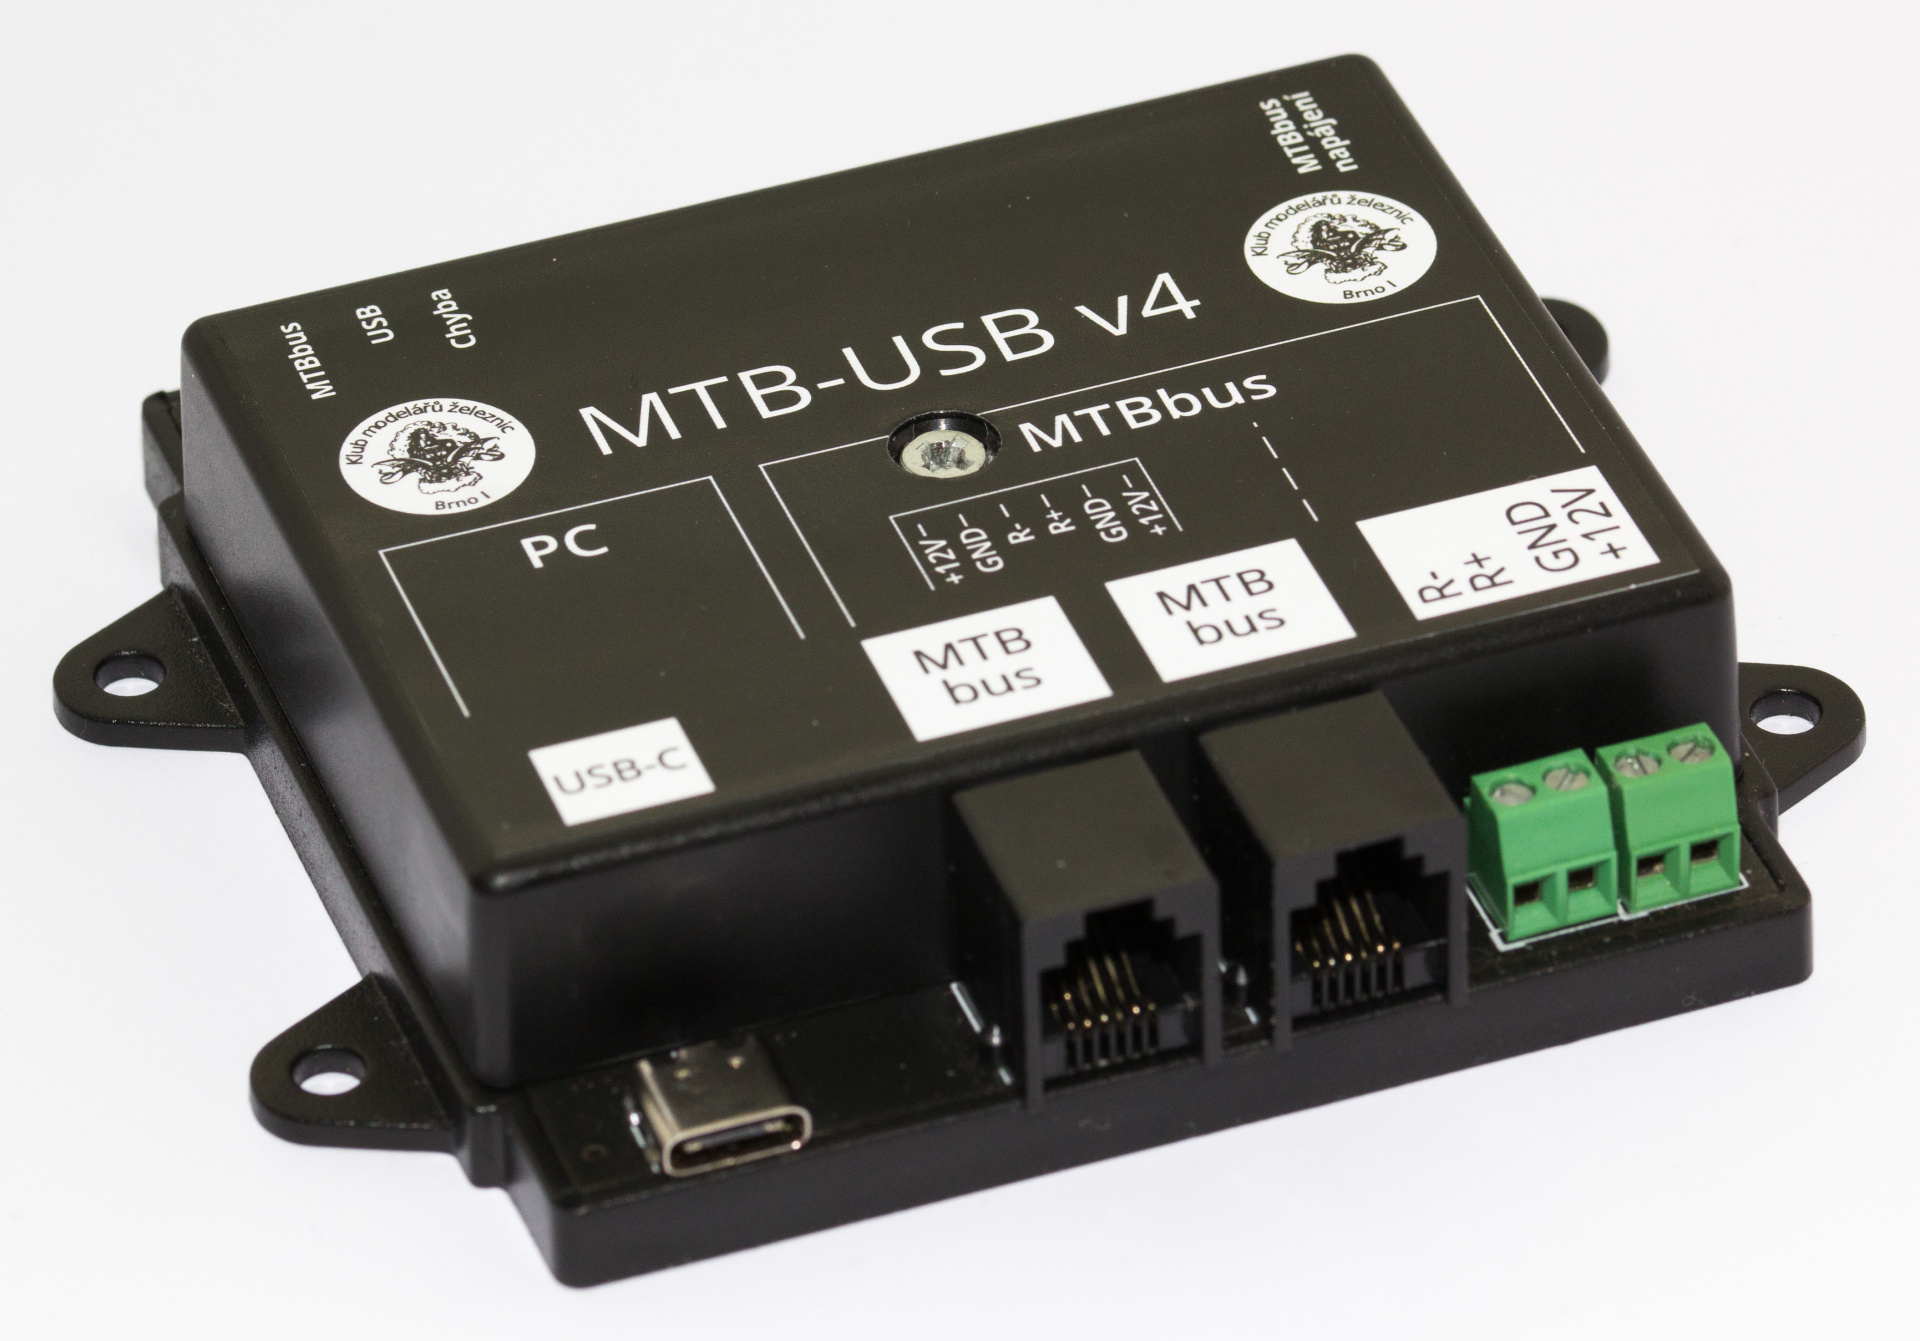 MTBbus
USB
Chyba
MTBbus
napájení
Klub modelářů železnic
Brno I
Klub modelářů železnic
Brno I
MTB-USB v4
PC
MTBbus
+12V-
GND-
R- -
R+-
GND-
+12V-
USB-C
MTB
bus
MTB
bus
R-
R+
GND
+12V